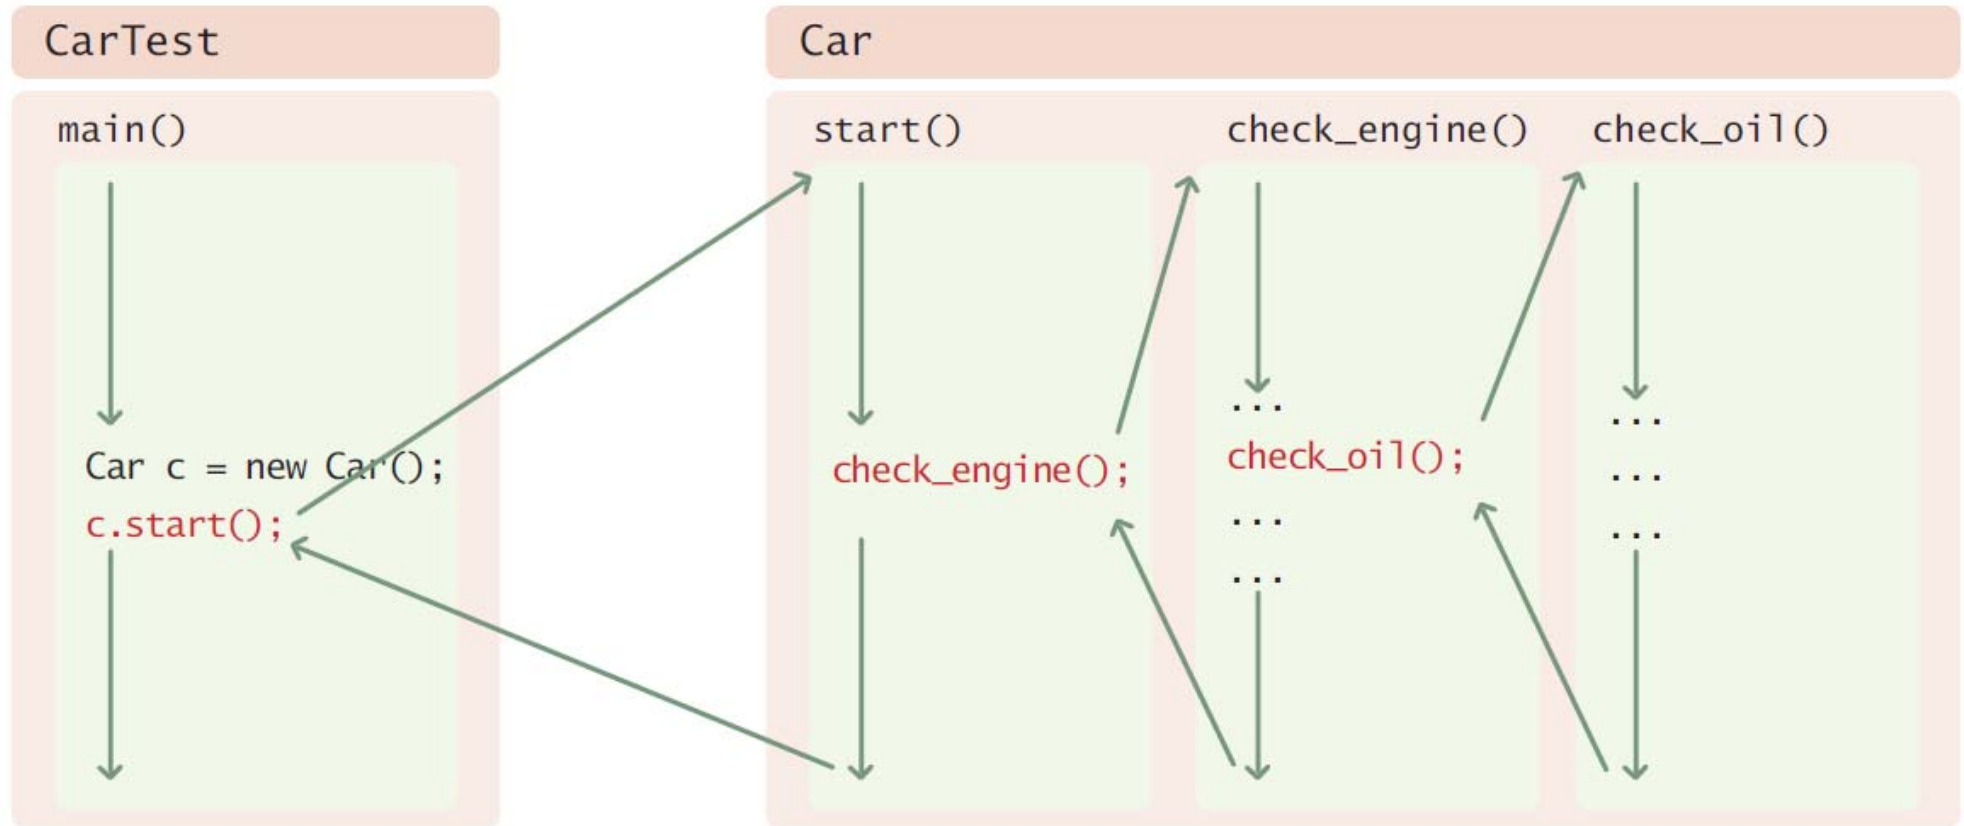 CarTest
main()
Car c = new Car();
c.start();
Car
start()
check_engine();
check_engine()
...
check_oil();
...
...
check_oil()
...
...
...